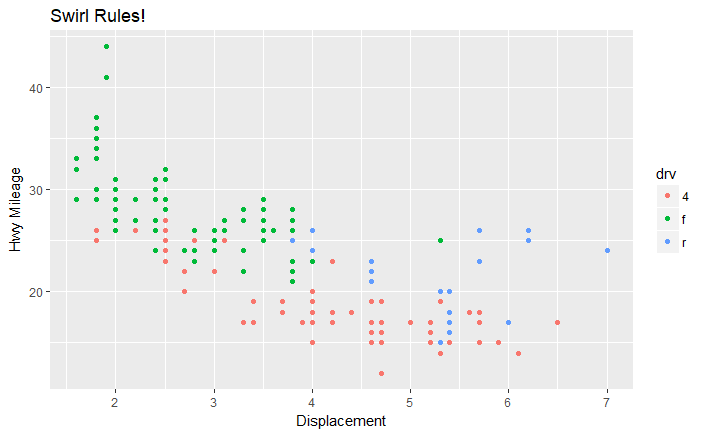 Swirl Rules!
Hwy Mileage
40
30
20
2 3 4 5 6 7
Displacement
drv
4
f
r